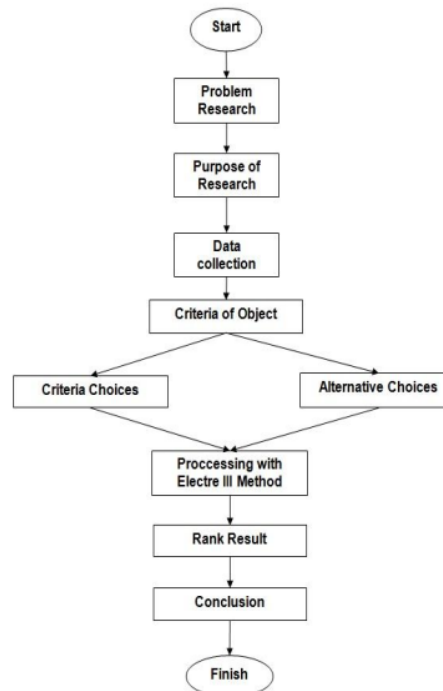 Start
Problem
Research
Purpose of
Research
Data
collection
Criteria of Object
Criteria Choices
Alternative Choices
Proccessing with
Electre III Method
Rank Result
Conclusion
Finish